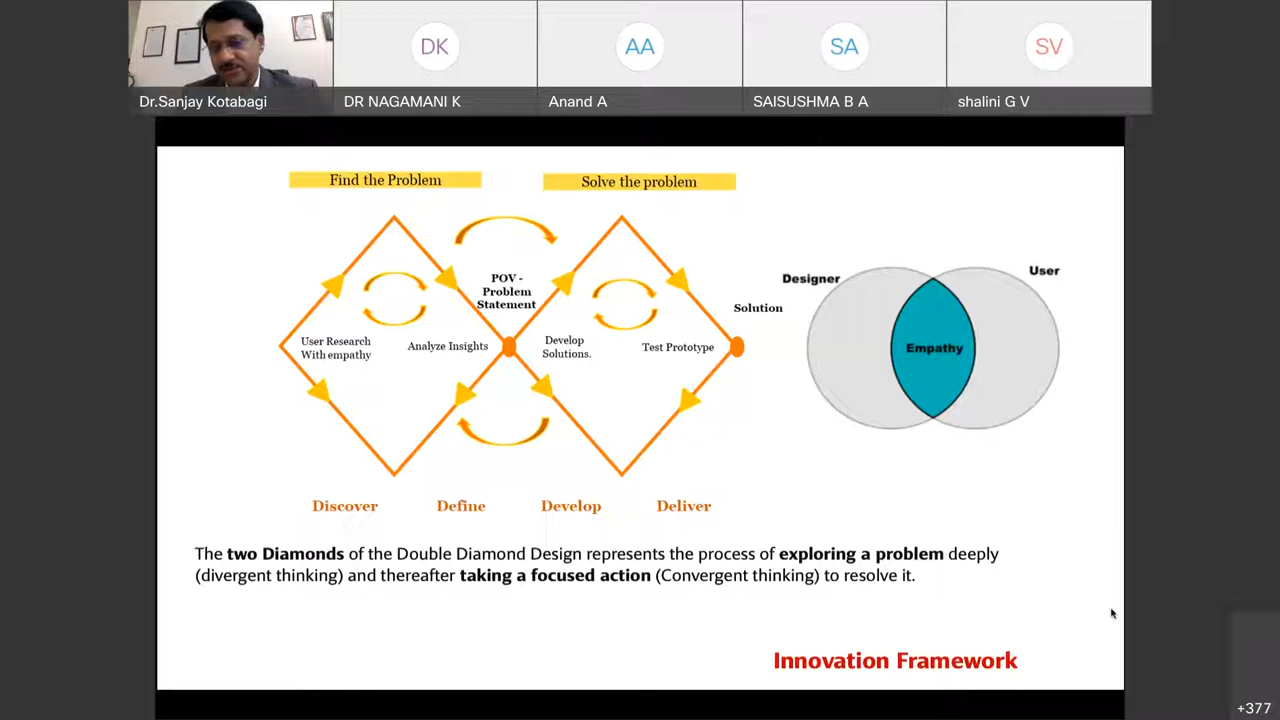 DK
AA
SA
SV
Dr.Sanjay Kotabagi
DR NAGAMANI K
Anand A
SAISUSHMA B A
shalini G V
Find the Problem
Solve the problem
POV -
Problem
Statement
User Research
With empathy
Analyze Insights
Develop
Solutions.
Test Prototype
Solution
Designer
User
Empathy
Discover
Define
Develop
Deliver
The two Diamonds of the Double Diamond Design represents the process of exploring a problem deeply
(divergent thinking) and thereafter taking a focused action (Convergent thinking) to resolve it.
Innovation Framework
+377